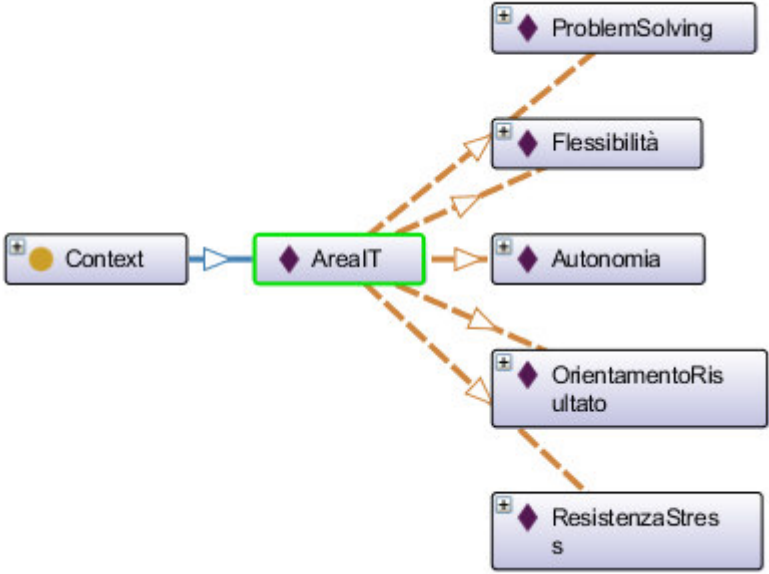 ProblemSolving
Flessibilità
Context
AreaIT
Autonomia
OrientamentoRis
ultato
ResistenzaStres
s